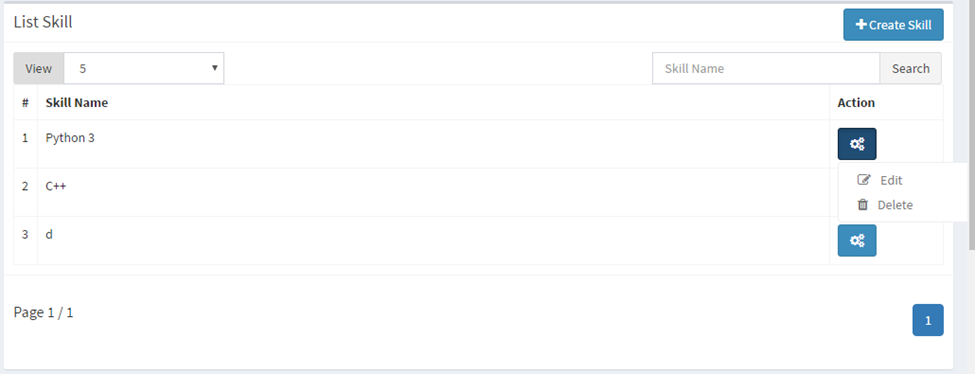 List Skill
Create Skill
View 5 Skill Name Search
# Skill Name Action
1 Python 3
2 C++
Edit
Delete
3 d
Page 1 / 1
1